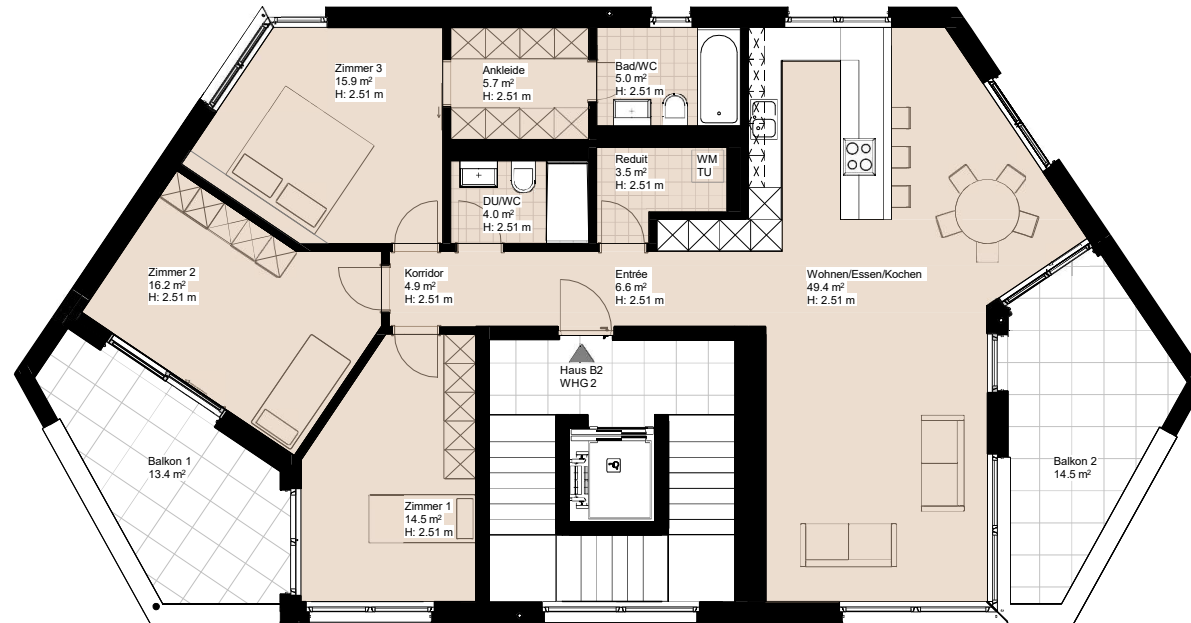 Zimmer 3
15.9 m²
H: 2.51 m
Ankleide
5.7 m²
H: 2.51 m
Bad/WC
5.0 m²
H: 2.51 m
Reduit
3.5 m²
H: 2.51 m
WM
TU
DU/WC
4.0 m²
H: 2.51 m
Zimmer 2
16.2 m²
H: 2.51 m
Korridor
4.9 m²
H: 2.51 m
Entrée
6.6 m²
H: 2.51 m
Wohnen/Essen/Kochen
49.4 m²
H: 2.51 m
Haus B2
WHG 2
Balkon 1
13.4 m²
Zimmer 1
14.5 m²
H: 2.51 m
Balkon 2
14.5 m²